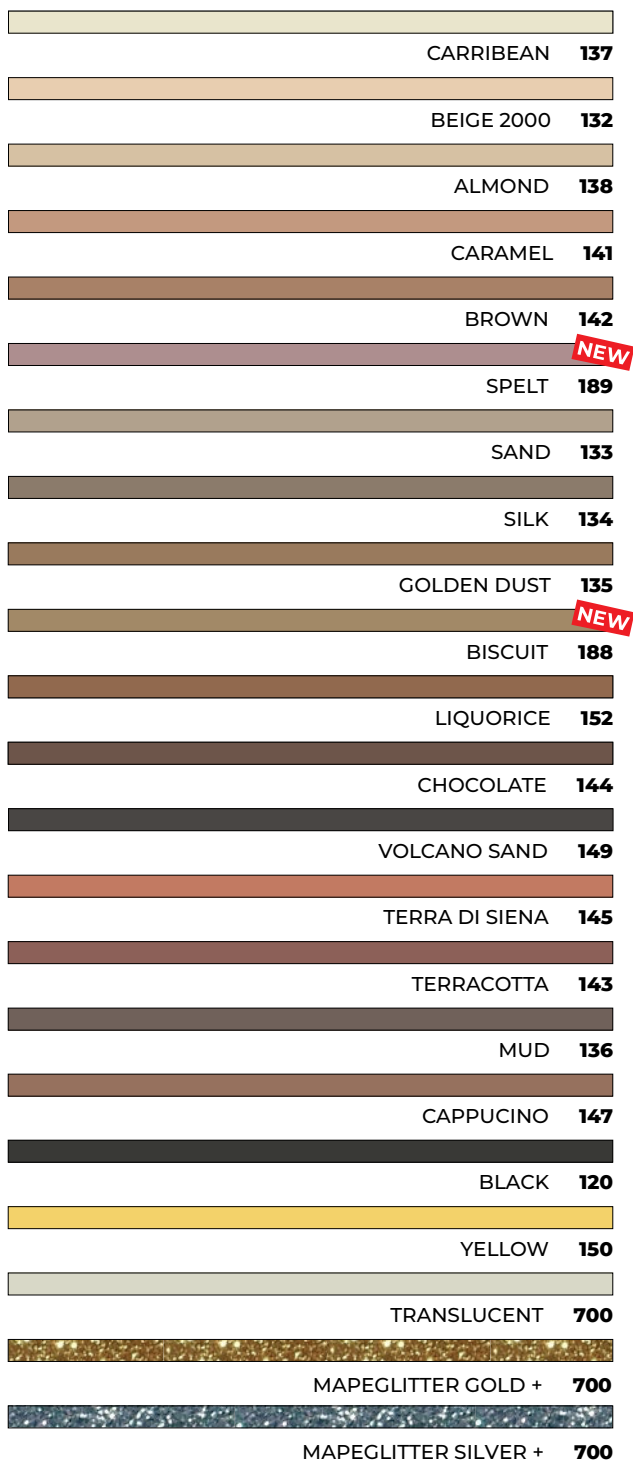 CARRIBEAN 137
BEIGE 2000 132
ALMOND 138
CARAMEL 141
BROWN 142
NEW
SPELT 189
SAND 133
SILK 134
GOLDEN DUST 135
NEW
BISCUIT 188
LIQUORICE 152
CHOCOLATE 144
VOLCANO SAND 149
TERRA DI SIENA 145
TERRACOTTA 143
MUD 136
CAPPUCINO 147
BLACK 120
YELLOW 150
TRANSLUCENT 700
MAPEGLITTER GOLD + 700
MAPEGLITTER SILVER + 700